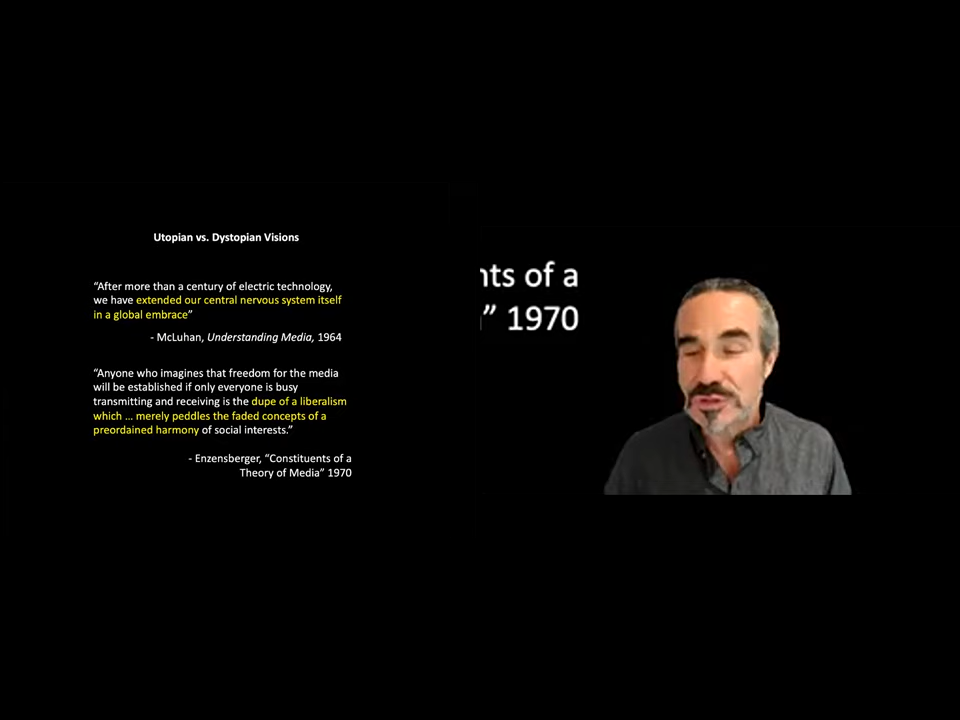 Utopian vs. Dystopian Visions
“After more than a century of electric technology,
we have extended our central nervous system itself
in a global embrace”
- McLuhan, Understanding Media, 1964
“Anyone who imagines that freedom for the media
will be established if only everyone is busy
transmitting and receiving is the dupe of a liberalism
which … merely peddles the faded concepts of a
preordained harmony of social interests.”
- Enzensberger, “Constituents of a
Theory of Media” 1970
nts of a
” 1970